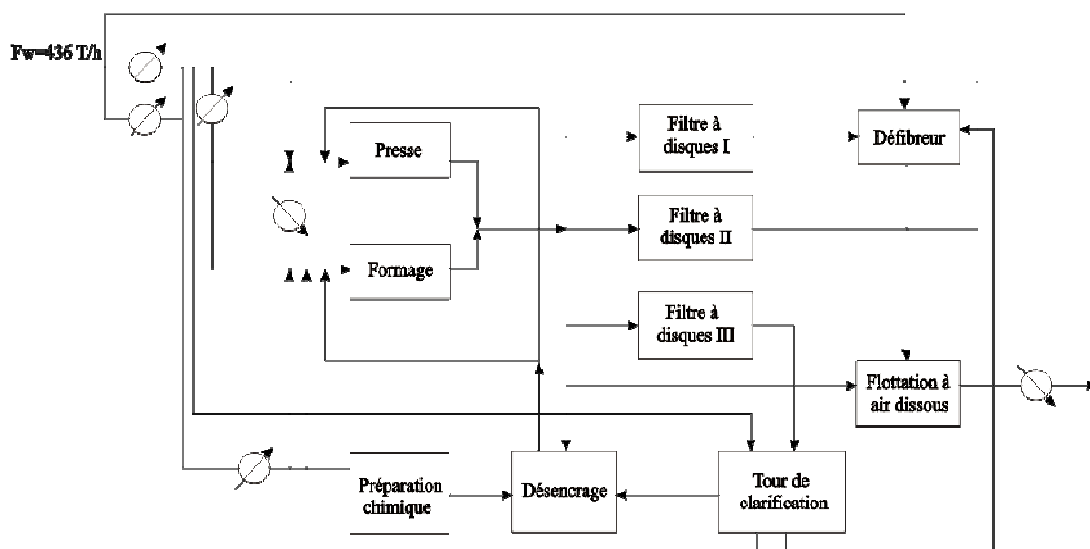 Fw=436 T/h
Presse
Filtre à
disques I
Défibreur
Filtre à
disques II
Formage
Filtre à
disques III
Flottation à
air dissous
Préparation
chimique
Désencrage
Tour de
clarification